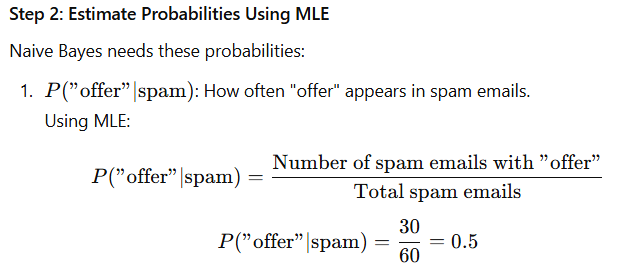 Step 2: Estimate Probabilities Using MLE
Naive Bayes needs these probabilities:
1. P(”offer”|spam): How often "offer" appears in spam emails.
Using MLE:
P(”offer”|spam) = Number of spam emails with ”offer” / Total spam emails
P(”offer”|spam) = 30 / 60 = 0.5